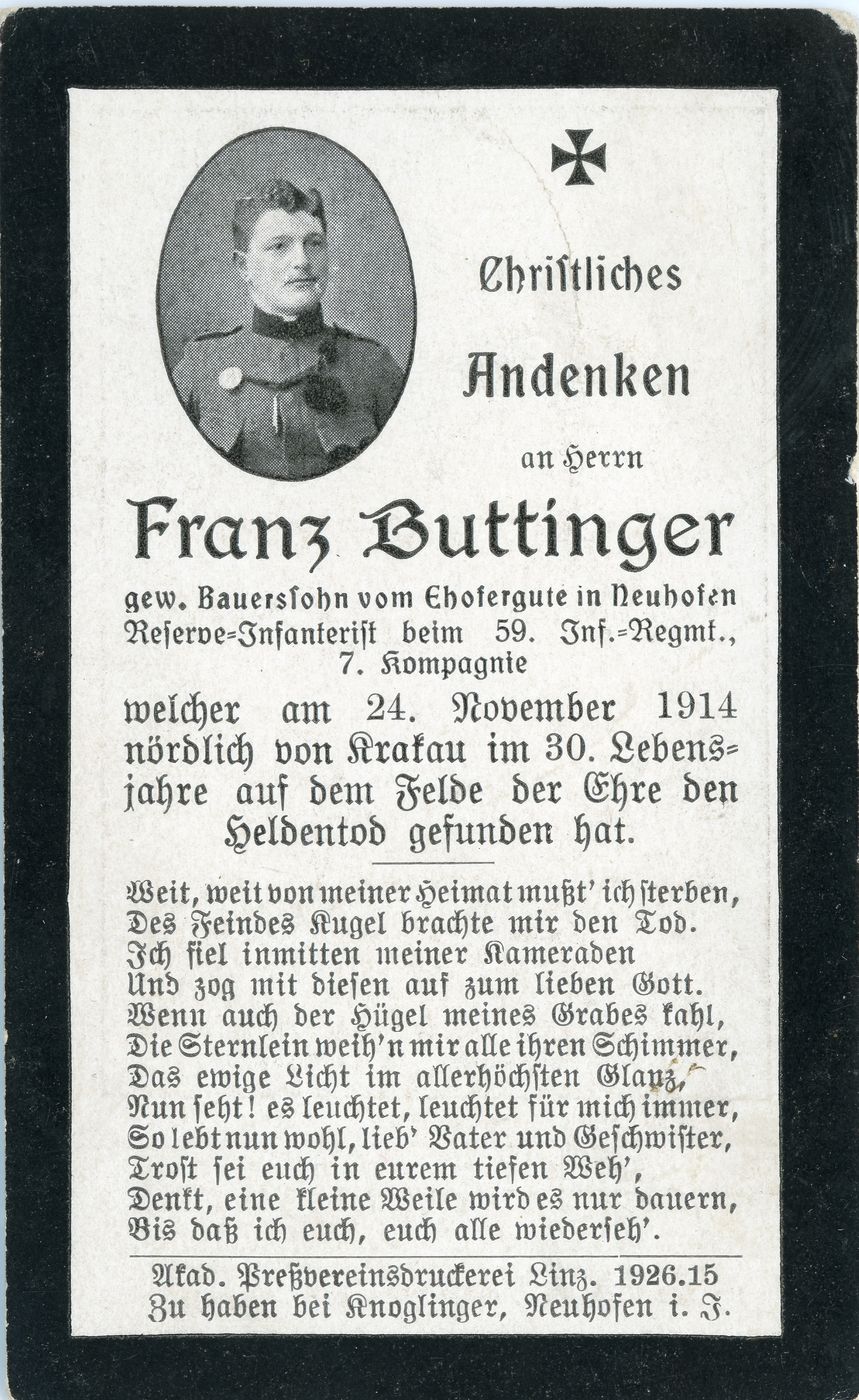 Christliches
Andenken
an Herrn
Franz Buttinger
gew. Bauerssohn vom Ehofergute in Neuhofen
Reserve-Infanterist beim 59. Inf.-Regmt.,
7. Kompagnie
welcher am 24. November 1914
nördlich von Krakau im 30. Lebens-
jahre auf dem Felde der Ehre den
Heldentod gefunden hat.
Weit, weit von meiner Heimat mußt' ich sterben,
Des Feindes Kugel brachte mir den Tod.
Ich fiel inmitten meiner Kameraden
Und zog mit diesen auf zum lieben Gott.
Wenn auch der Hügel meines Grabes kahl,
Die Sternlein weih'n mir alle ihren Schimmer,
Das ewige Licht im allerhöchsten Glanz,
Nun seht! es leuchtet, leuchtet für mich immer,
So lebt nun wohl, lieb' Vater und Geschwister,
Trost sei euch in eurem tiefen Weh',
Denkt, eine kleine Weile wird es nur dauern,
Bis daß ich euch, euch alle wiederseh'.
Akad. Preßvereinsdruckerei Linz. 1926.15
Zu haben bei Knoglinger, Neuhofen i. J.